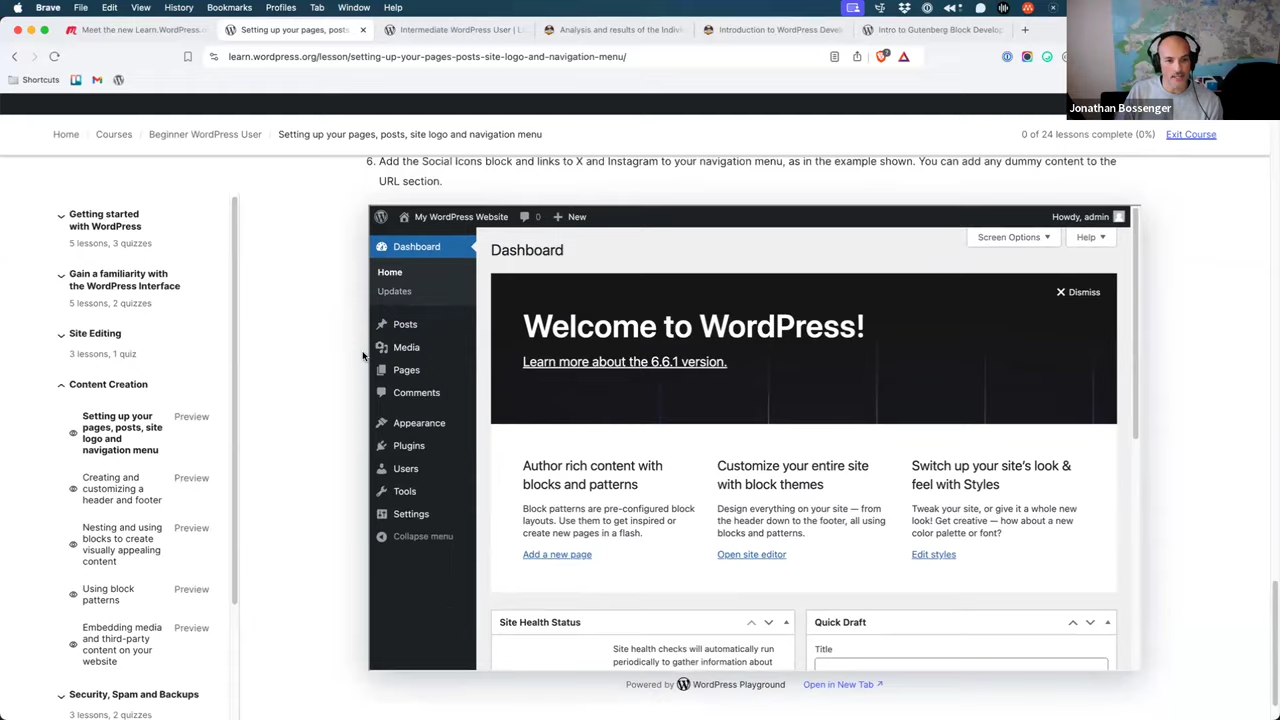 Brave File Edit View History Bookmarks Profiles Tab Window Help
Meet the new Learn.WordPress.
Setting up your pages, posts
Intermediate WordPress User | L
Analysis and results of the Indivi
Introduction to WordPress Devel
Intro to Gutenberg Block Develop
learn.wordpress.org/lesson/setting-up-your-pages-posts-site-logo-and-navigation-menu/
Shortcuts
Jonathan Bossenger
Home Courses Beginner WordPress User Setting up your pages, posts, site logo and navigation menu
0 of 24 lessons complete (0%) Exit Course
6. Add the Social Icons block and links to X and Instagram to your navigation menu, as in the example shown. You can add any dummy content to the
URL section.
Getting started
with WordPress
5 lessons, 3 quizzes
Gain a familiarity with
the WordPress Interface
5 lessons, 2 quizzes
Site Editing
3 lessons, 1 quiz
Content Creation
Setting up your
pages, posts, site
logo and
navigation menu
Preview
Creating and
customizing a
header and footer
Preview
Nesting and using
blocks to create
visually appealing
content
Preview
Using block
patterns
Preview
Embedding media
and third-party
content on your
website
Preview
Security, Spam and Backups
3 lessons, 2 quizzes
My WordPress Website 0 New Howdy, admin
Dashboard
Home
Updates
Posts
Media
Pages
Comments
Appearance
Plugins
Users
Tools
Settings
Collapse menu
Screen Options Help
Dashboard
Dismiss
Welcome to WordPress!
Learn more about the 6.6.1 version.
Author rich content with
blocks and patterns
Block patterns are pre-configured block
layouts. Use them to get inspired or
create new pages in a flash.
Add a new page
Customize your entire site
with block themes
Design everything on your site — from
the header down to the footer, all using
blocks and patterns.
Open site editor
Switch up your site's look &
feel with Styles
Tweak your site, or give it a whole new
look! Get creative — how about a new
color palette or font?
Edit styles
Site Health Status
Site health checks will automatically run
periodically to gather information about
Quick Draft
Title
Powered by WordPress Playground Open in New Tab